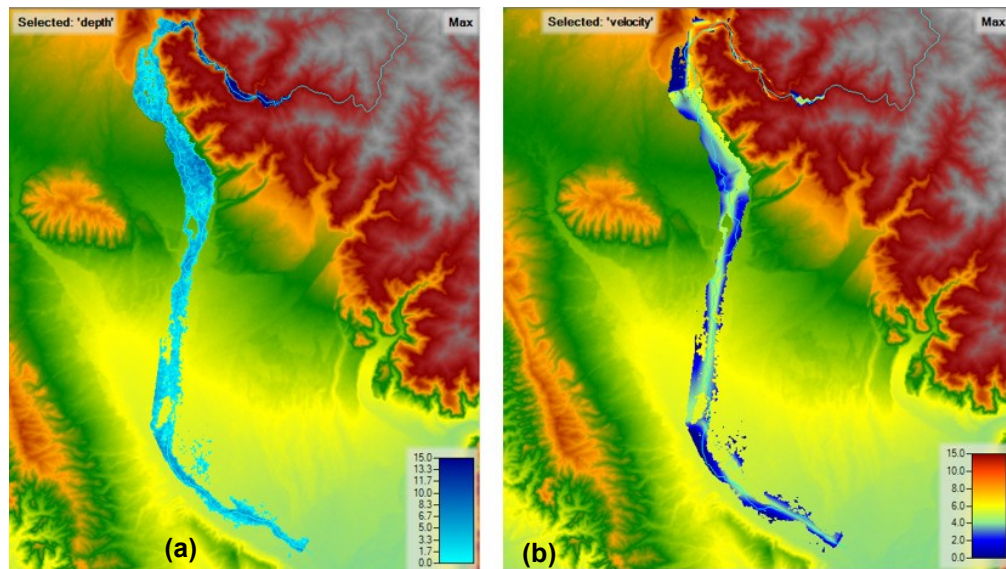 Selected: 'depth'
Max
15.0
13.3
11.7
10.0
8.3
6.7
5.0
3.3
1.7
0.0
(a)
Selected: 'velocity'
Max
15.0
10.0
8.0
6.0
4.0
2.0
0.0
(b)